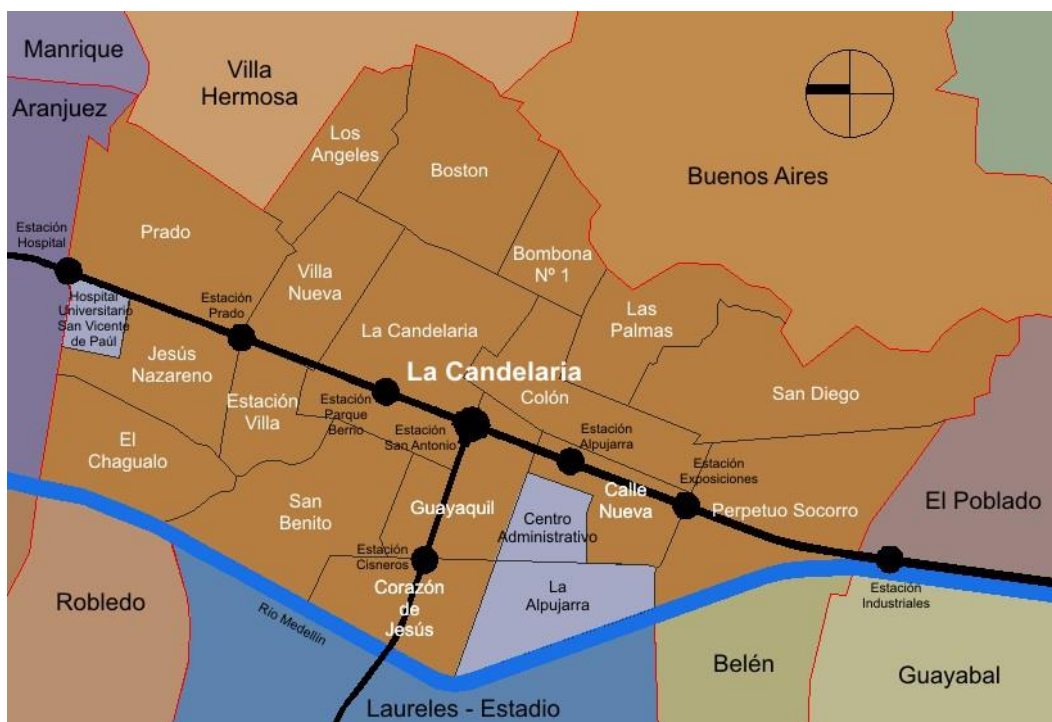 Manrique
Aranjuez
Villa
Hermosa
Los
Angeles
Boston
Buenos Aires
Prado
Estación
Hospital
Bombona
Nº 1
Villa
Nueva
Hospital
Universitario
San Vicente
de Paúl
Estación
Prado
Las
Palmas
La Candelaria
Jesús
Nazareno
La Candelaria
Colón
San Diego
Estación
Villa
Estación
Parque
Berrio
Estación
San Antonio
Estación
Alpujarra
El
Chagualo
Estación
Exposiciones
San
Benito
Guayaquil
Calle
Nueva
Perpetuo Socorro
El Poblado
Centro
Administrativo
Estación
Cisneros
Corazón
de
Jesús
La
Alpujarra
Estación
Industriales
Robledo
Rio Medellín
Belén
Guayabal
Laureles - Estadio